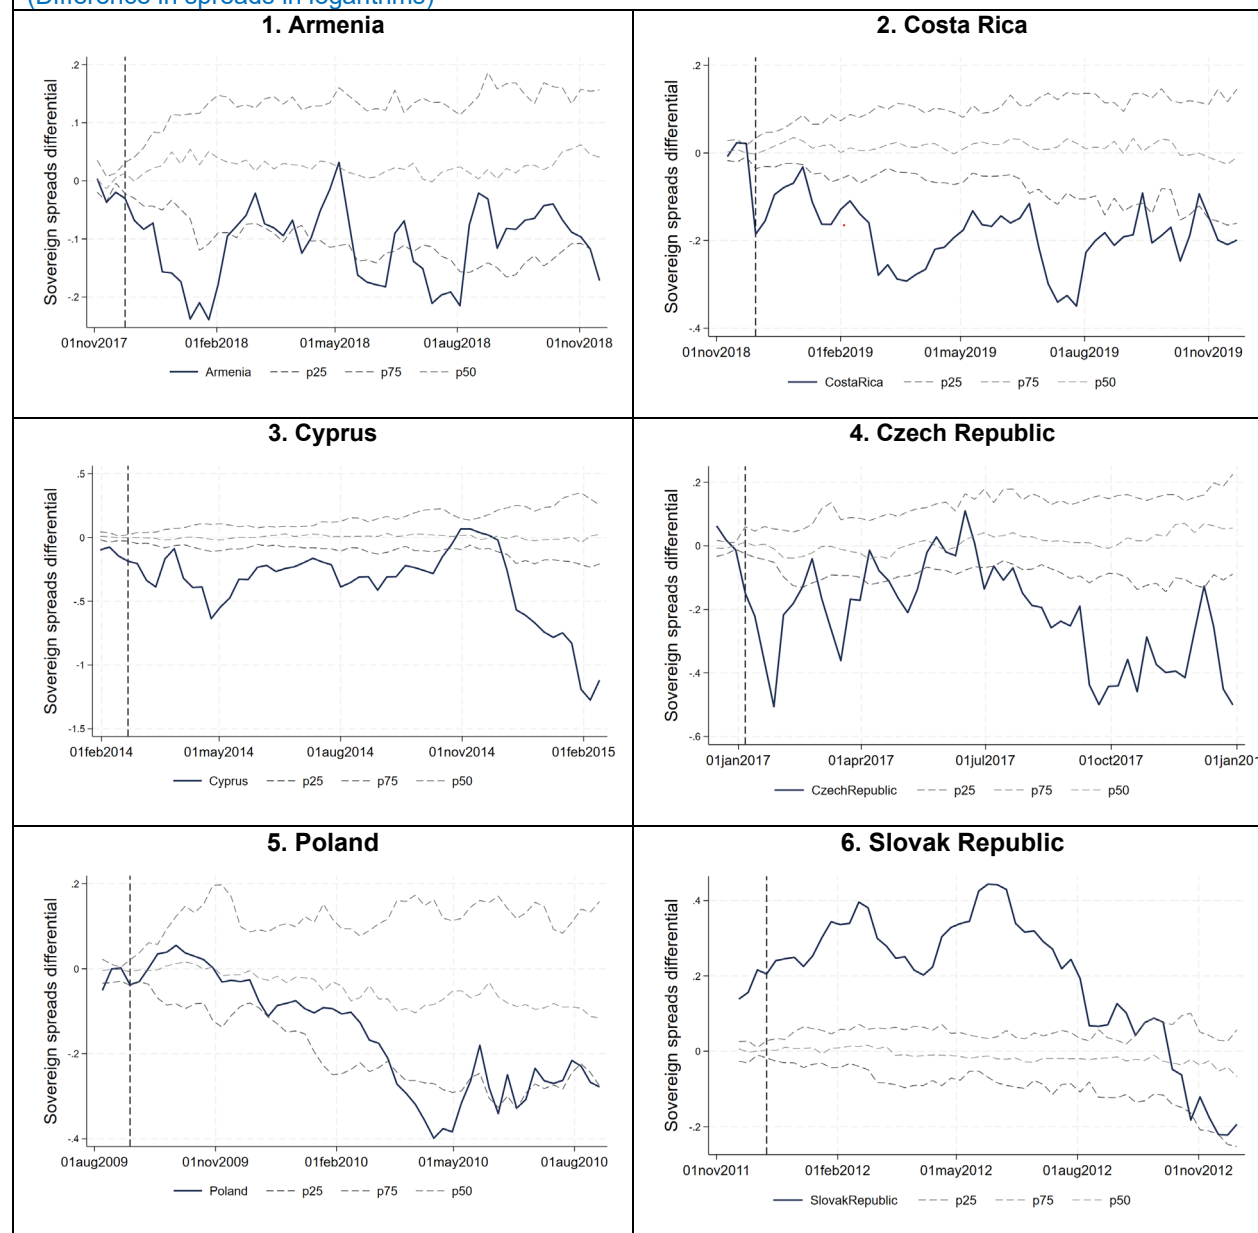 (Difference in spreads in logarithms)
1. Armenia
Sovereign spreads differential
.2
.1
0
-.1
-.2
01nov2017 01feb2018 01may2018 01aug2018 01nov2018
Armenia p25 p75 p50
2. Costa Rica
Sovereign spreads differential
.2
0
-.2
-.4
01nov2018 01feb2019 01may2019 01aug2019 01nov2019
CostaRica p25 p75 p50
3. Cyprus
Sovereign spreads differential
.5
0
-.5
-1
-1.5
01feb2014 01may2014 01aug2014 01nov2014 01feb2015
Cyprus p25 p75 p50
4. Czech Republic
Sovereign spreads differential
.2
0
-.2
-.4
-.6
01jan2017 01apr2017 01jul2017 01oct2017
CzechRepublic p25 p75 p50
5. Poland
Sovereign spreads differential
.2
0
-.2
-.4
01aug2009 01nov2009 01feb2010 01may2010 01aug2010
Poland p25 p75 p50
6. Slovak Republic
Sovereign spreads differential
.4
.2
0
-.2
01nov2011 01feb2012 01may2012 01aug2012 01nov2012
SlovakRepublic p25 p75 p50